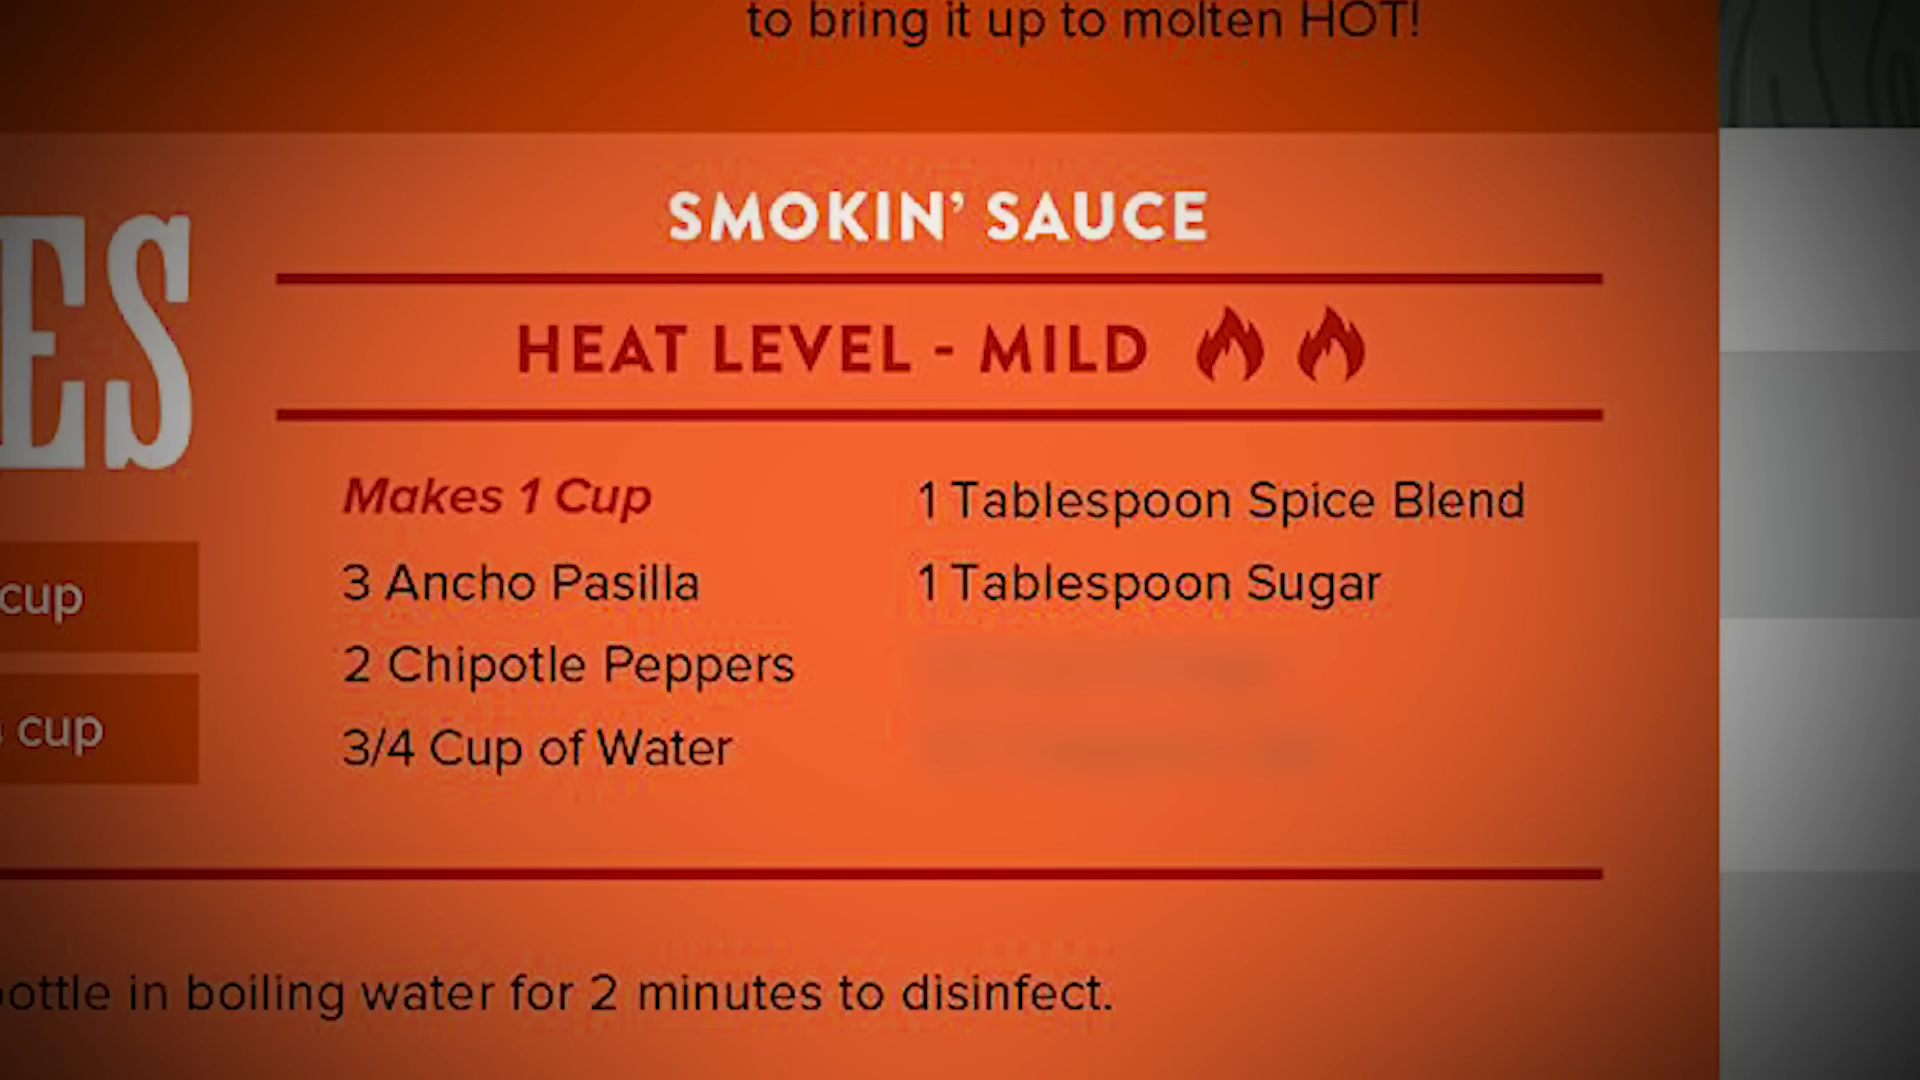 to bring it up to molten HOT!
SMOKIN' SAUCE
ES
HEAT LEVEL - MILD
Makes 1 Cup
3 Ancho Pasilla
2 Chipotle Peppers
3/4 Cup of Water
1 Tablespoon Spice Blend
1 Tablespoon Sugar
cup
cup
ottle in boiling water for 2 minutes to disinfect.